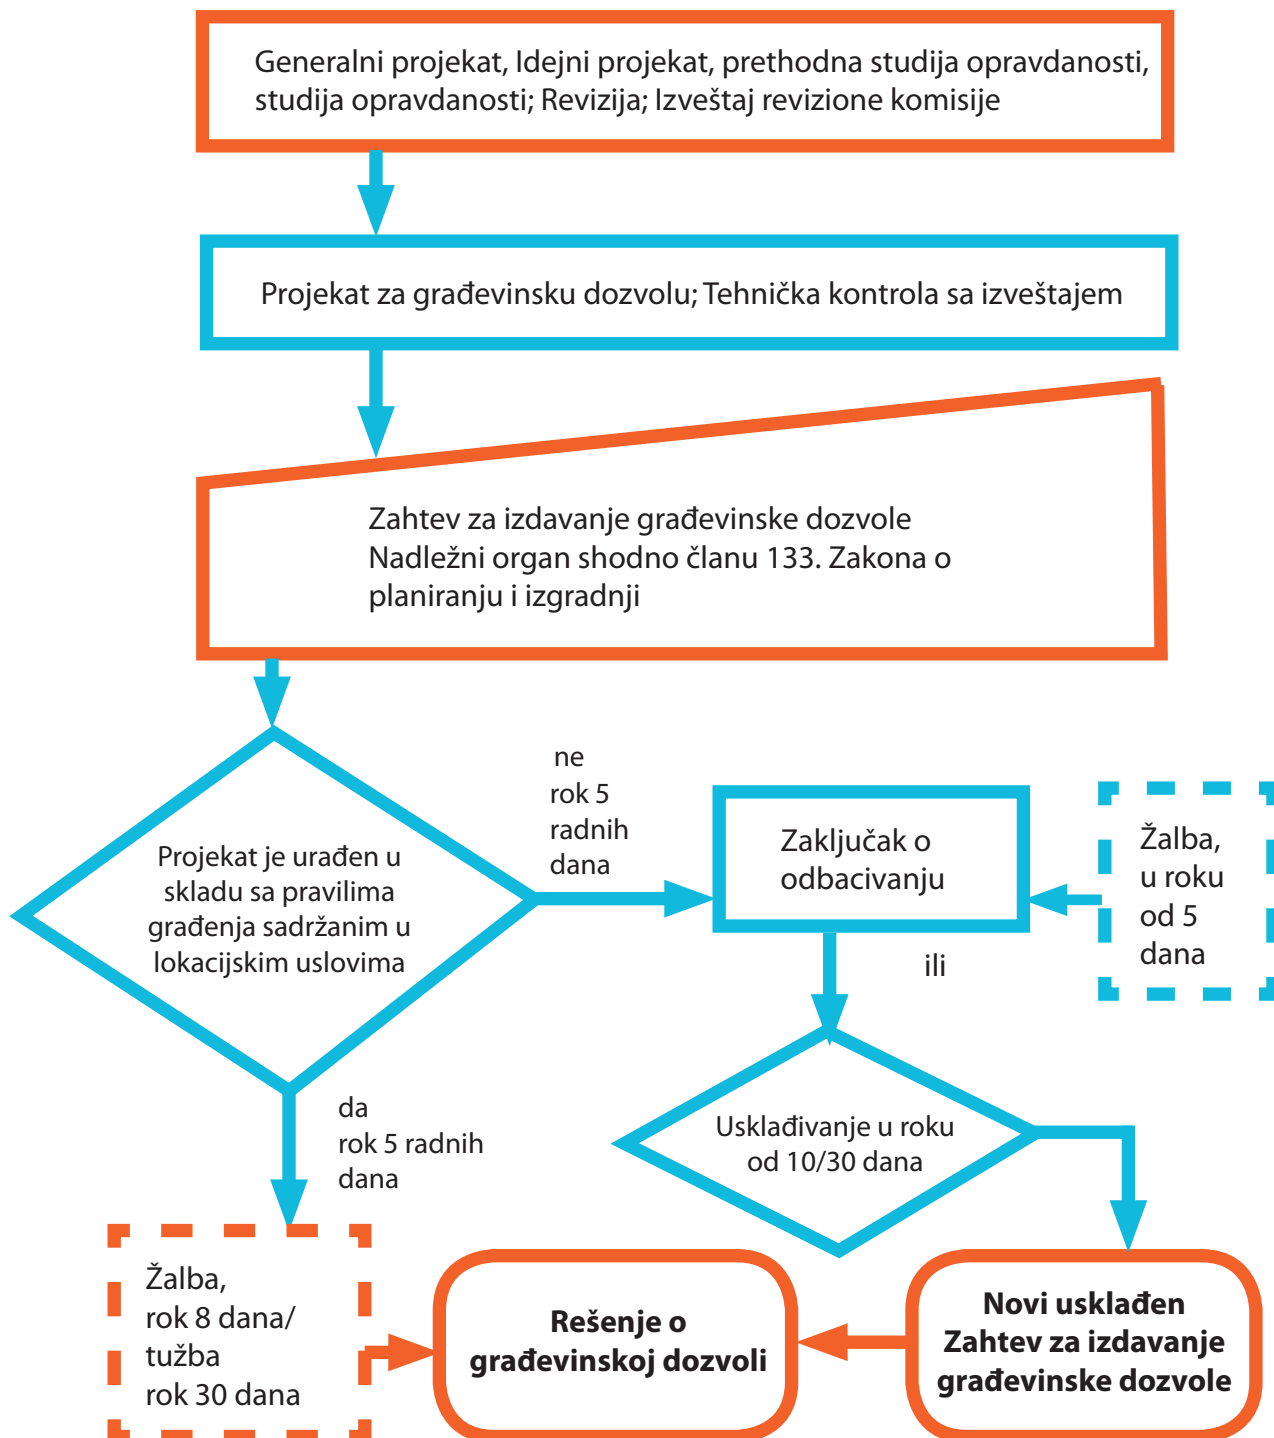 Generalni projekat, Idejni projekat, prethodna studija opravdanosti,
studija opravdanosti; Revizija; Izveštaj revizione komisije
Projekat za građevinsku dozvolu; Tehnička kontrola sa izveštajem
Zahtev za izdavanje građevinske dozvole
Nadležni organ shodno članu 133. Zakona o
planiranju i izgradnji
Projekat je urađen u
skladu sa pravilima
građenja sadržanim u
lokacijskim uslovima
ne
rok 5
radnih
dana
Zaključak o
odbacivanju
Žalba,
u roku
od 5
dana
ili
da
rok 5 radnih
dana
Usklađivanje u roku
od 10/30 dana
Žalba,
rok 8 dana/
tužba
rok 30 dana
Rešenje o
građevinskoj dozvoli
Novi usklađen
Zahtev za izdavanje
građevinske dozvole